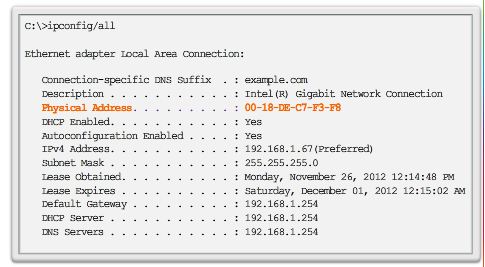 C:\>ipconfig/all
Ethernet adapter Local Area Connection:
Connection-specific DNS Suffix . : example.com
Description . . . . . . . . . . . : Intel(R) Gigabit Network Connection
Physical Address. . . . . . . . . : 00-18-DE-C7-F3-F8
DHCP Enabled. . . . . . . . . . . : Yes
Autoconfiguration Enabled . . . . : Yes
IPv4 Address. . . . . . . . . . . : 192.168.1.67(Preferred)
Subnet Mask . . . . . . . . . . . : 255.255.255.0
Lease Obtained. . . . . . . . . . : Monday, November 26, 2012 12:14:48 PM
Lease Expires . . . . . . . . . . : Saturday, December 01, 2012 12:15:02 AM
Default Gateway . . . . . . . . . : 192.168.1.254
DHCP Server . . . . . . . . . . . : 192.168.1.254
DNS Servers . . . . . . . . . . . : 192.168.1.254